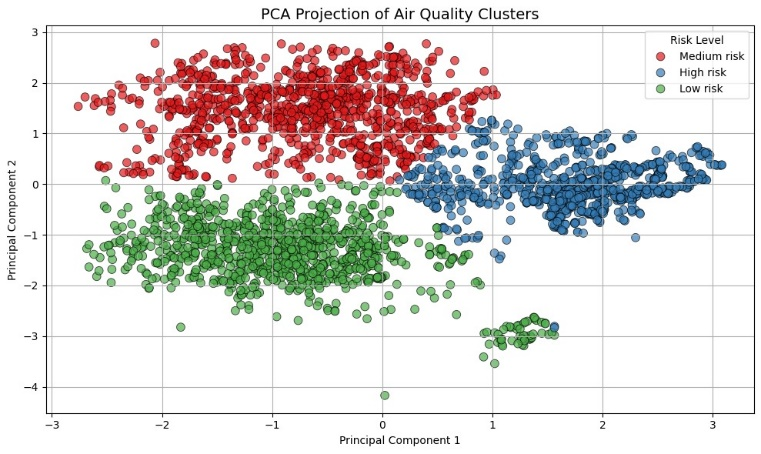 PCA Projection of Air Quality Clusters
Risk Level
Medium risk
High risk
Low risk
3
2
1
0
−1
−2
−3
−4
Principal Component 2
−3
−2
−1
0
1
2
3
Principal Component 1